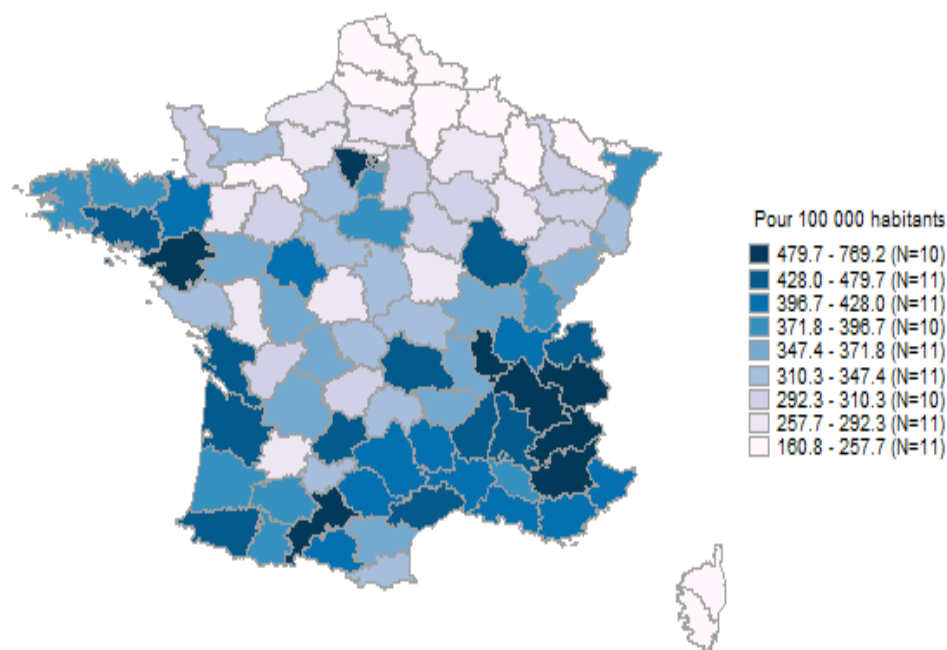 Pour 100 000 habitants
479.7 - 769.2 (N=10)
428.0 - 479.7 (N=11)
396.7 - 428.0 (N=11)
371.8 - 396.7 (N=10)
347.4 - 371.8 (N=11)
310.3 - 347.4 (N=11)
292.3 - 310.3 (N=10)
257.7 - 292.3 (N=11)
160.8 - 257.7 (N=11)